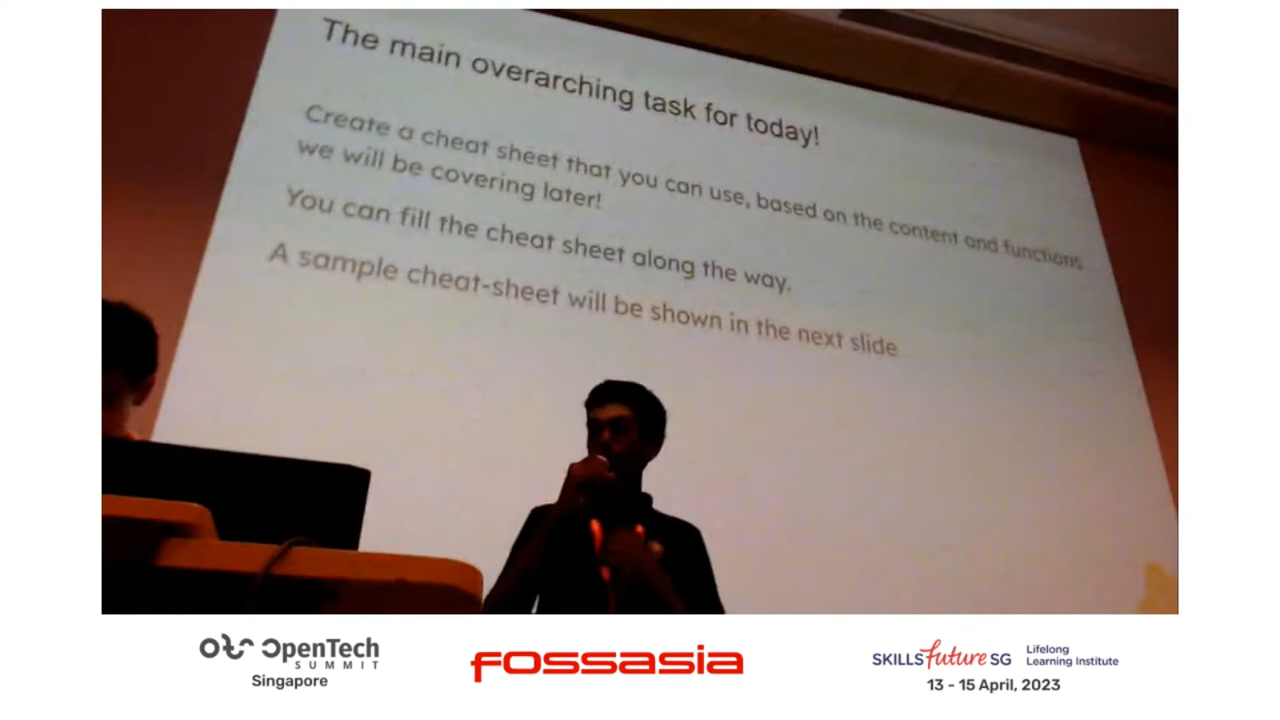 The main overarching task for today!
Create a cheat sheet that you can use, based on the content and functions
we will be covering later!
You can fill the cheat sheet along the way.
A sample cheat-sheet will be shown in the next slide
OpenTech
SUMMIT
Singapore
fossasia
SKILLS future SG
Lifelong
Learning Institute
13 - 15 April, 2023